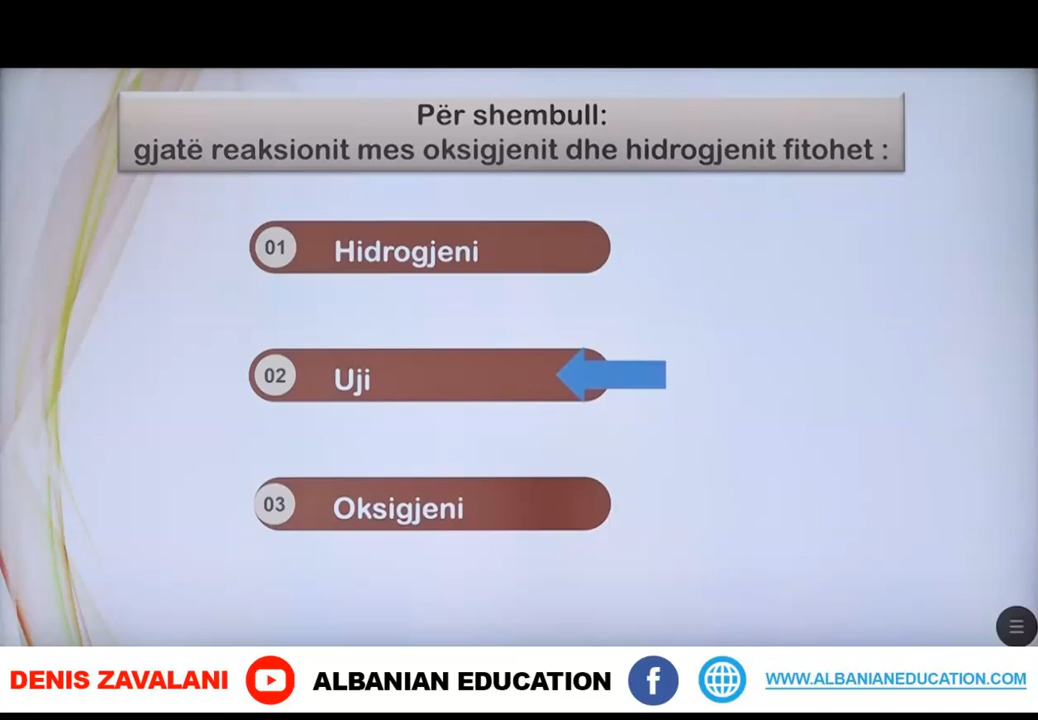 Për shembull:
gjatë reaksionit mes oksigjenit dhe hidrogjenit fitohet :
01 Hidrogjeni
02 Uji
03 Oksigjeni
DENIS ZAVALANI ALBANIAN EDUCATION f WWW.ALBANIANEDUCATION.COM